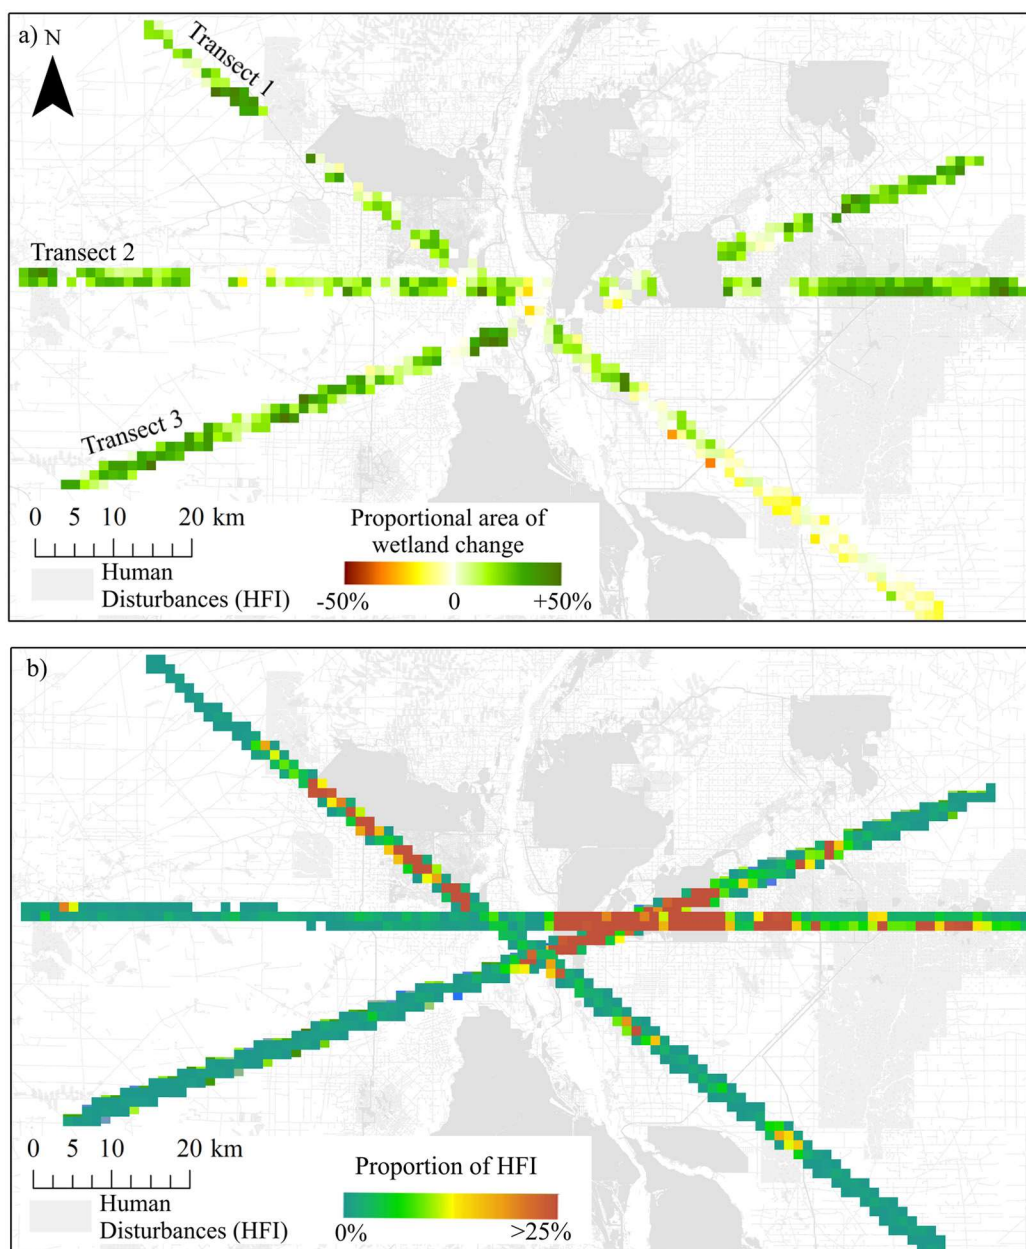 a) N
Transect 1
Transect 2
Transect 3
0 5 10 20 km
Human
Disturbances (HFI)
Proportional area of
wetland change
-50% 0 +50%
b)
0 5 10 20 km
Human
Disturbances (HFI)
Proportion of HFI
0% >25%